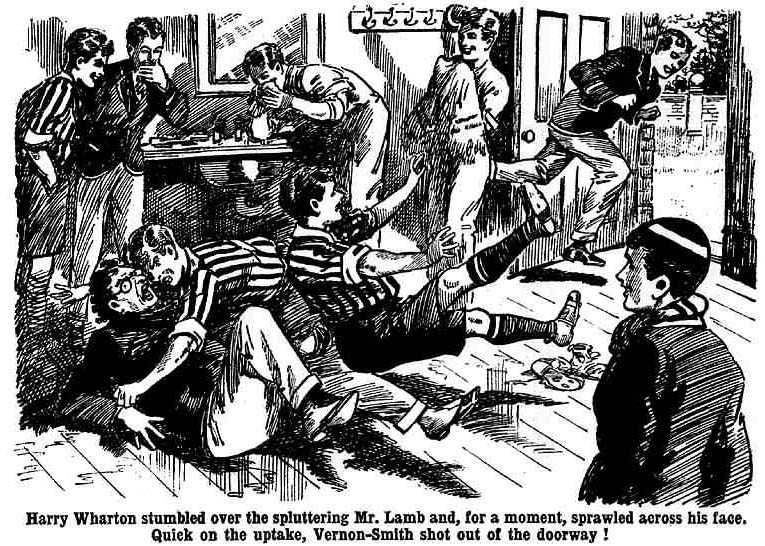 Harry Wharton stumbled over the spluttering Mr. Lamb and, for a moment, sprawled across his face.
Quick on the uptake, Vernon-Smith shot out of the doorway !